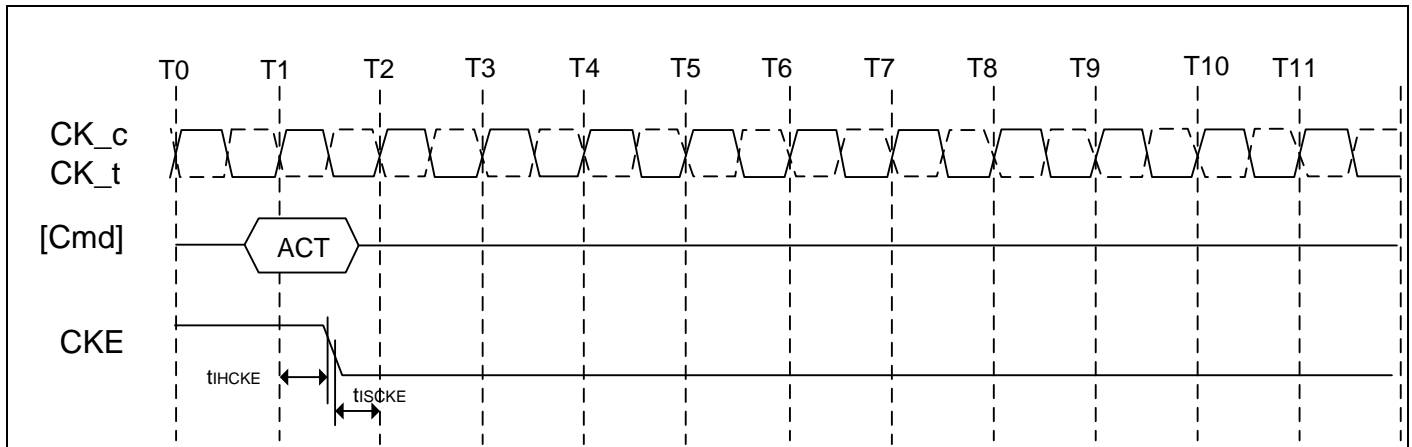 T0 T1 T2 T3 T4 T5 T6 T7 T8 T9 T10 T11
CK_c
CK_t
[Cmd] ACT
CKE
tIHCKE
tISCKE